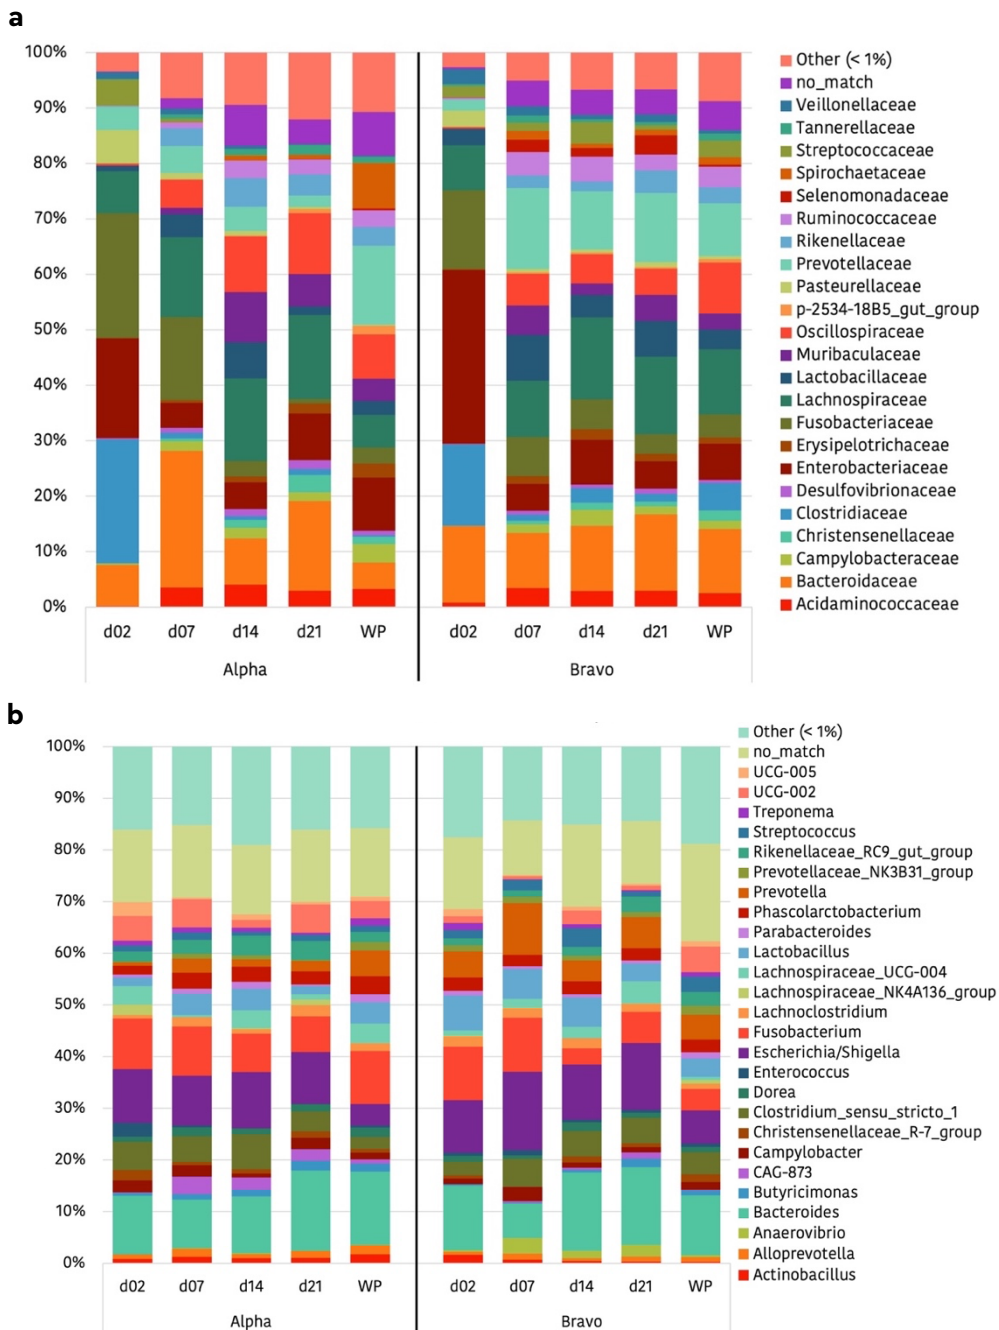 a
100%
90%
80%
70%
60%
50%
40%
30%
20%
10%
0%
d02 d07 d14 d21 WP d02 d07 d14 d21 WP
Alpha Bravo
Other (< 1%)
no_match
Veillonellaceae
Tannerellaceae
Streptococcaceae
Spirochaetaceae
Selenomonadaceae
Ruminococcaceae
Rikenellaceae
Prevotellaceae
Pasteurellaceae
p-2534-18B5_gut_group
Oscillospiraceae
Muribaculaceae
Lactobacillaceae
Lachnospiraceae
Fusobacteriaceae
Erysipelotrichaceae
Enterobacteriaceae
Desulfovibrionaceae
Clostridiaceae
Christensenellaceae
Campylobacteraceae
Bacteroidaceae
Acidaminococcaceae
b
100%
90%
80%
70%
60%
50%
40%
30%
20%
10%
0%
d02 d07 d14 d21 WP d02 d07 d14 d21 WP
Alpha Bravo
Other (< 1%)
no_match
UCG-005
UCG-002
Treponema
Streptococcus
Rikenellaceae_RC9_gut_group
Prevotellaceae_NK3B31_group
Prevotella
Phascolarctobacterium
Parabacteroides
Lactobacillus
Lachnospiraceae_UCG-004
Lachnospiraceae_NK4A136_group
Lachnoclostridium
Fusobacterium
Escherichia/Shigella
Enterococcus
Dorea
Clostridium_sensu_stricto_1
Christensenellaceae_R-7_group
Campylobacter
CAG-873
Butyricimonas
Bacteroides
Anaerovibrio
Alloprevotella
Actinobacillus